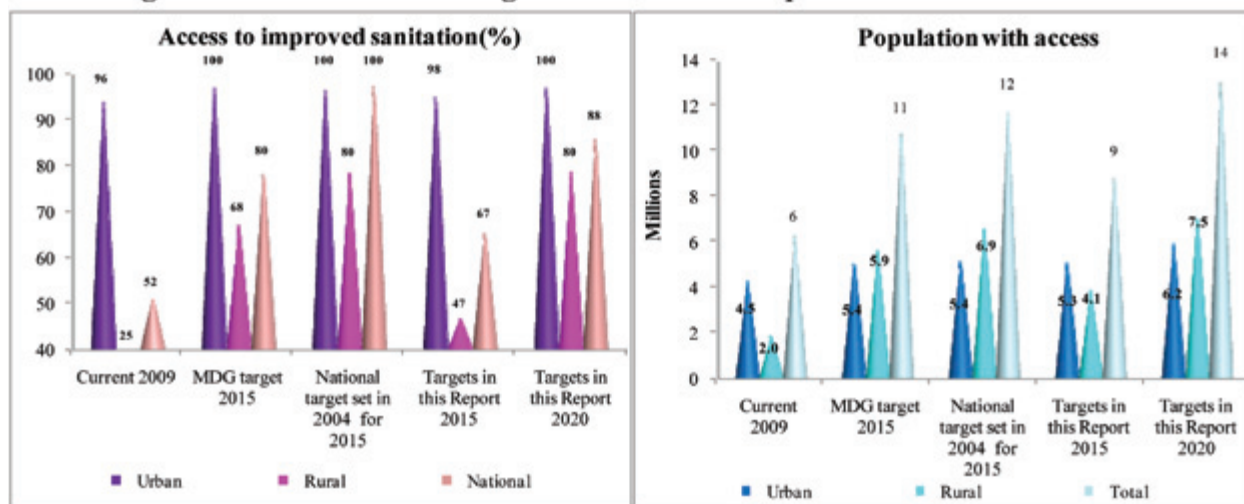 Access to improved sanitation(%)
100
90
80
70
60
50
40
96
25
52
100
68
80
100
80
100
98
47
67
100
80
88
Current 2009
MDG target
2015
National
target set in
2004 for
2015
Targets in
this Report
2015
Targets in
this Report
2020
Urban
Rural
National
Population with access
Millions
14
12
10
8
6
4
2
0
4.5
2.0
6
5.4
5.9
11
5.4
6.9
12
5.3
4.1
9
6.2
7.5
14
Current
2009
MDG target
2015
National
target set in
2004 for
2015
Targets in
this Report
2015
Targets in
this Report
2020
Urban
Rural
Total